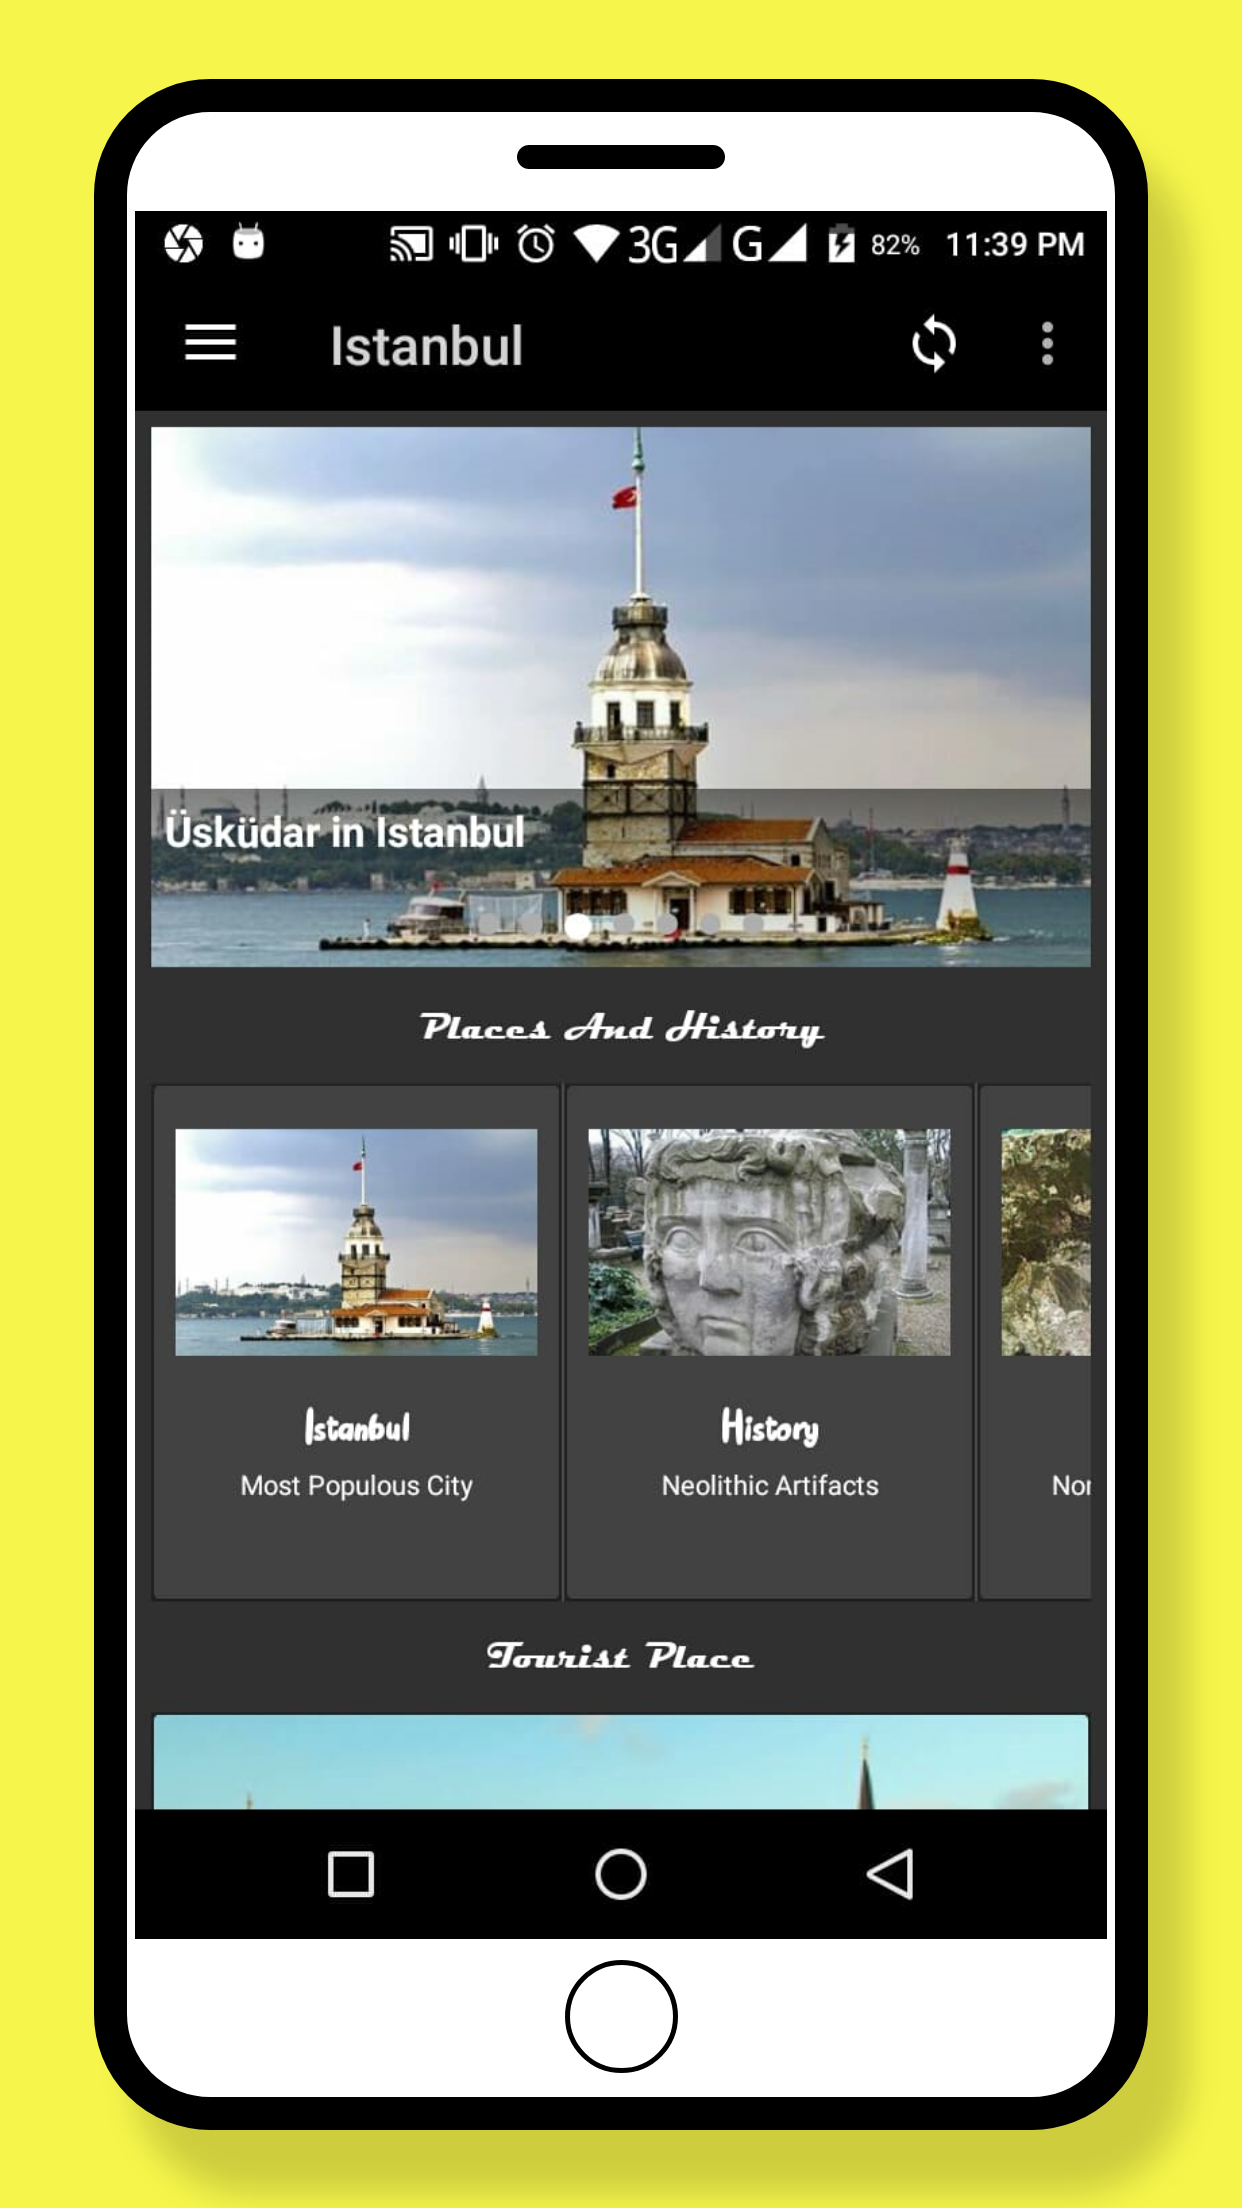 3G G 82% 11:39 PM
Istanbul
Üsküdar in Istanbul
Places And History
Istanbul
Most Populous City
History
Neolithic Artifacts
Tourist Place